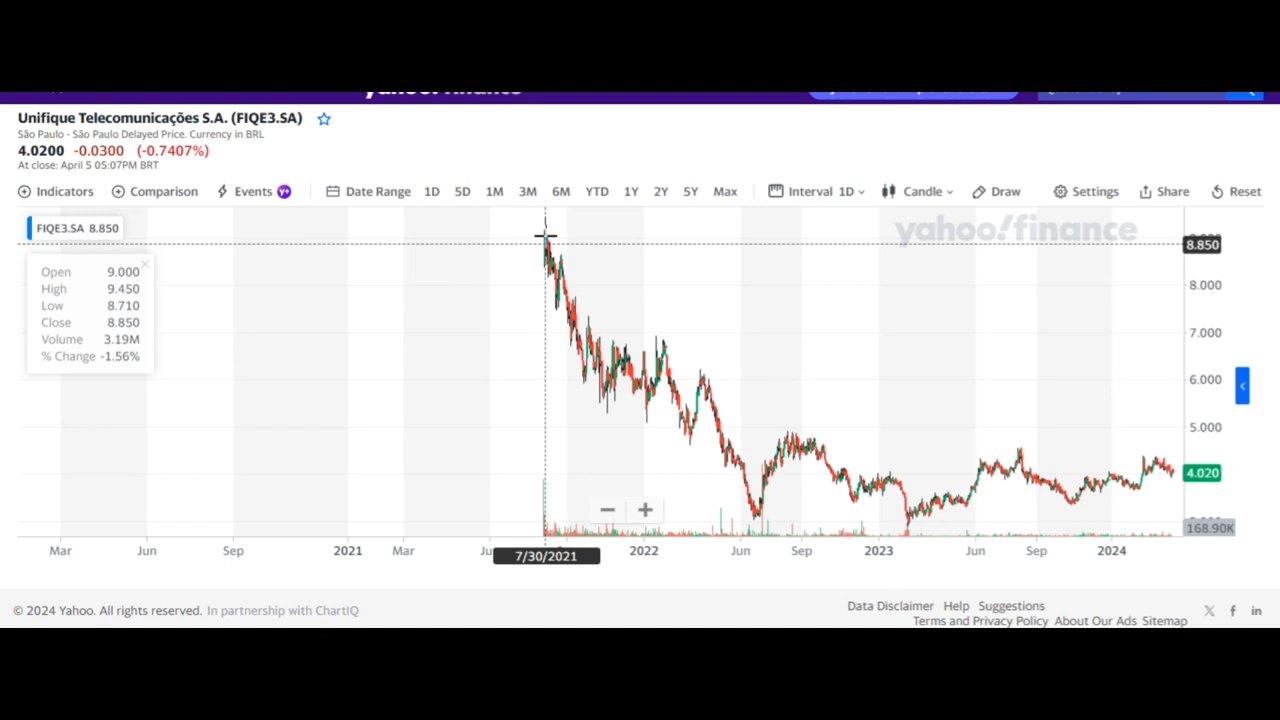 Unifique Telecomunicações S.A. (FIQE3.SA)
São Paulo - São Paulo Delayed Price. Currency in BRL
4.0200 -0.0300 (-0.7407%)
At close: April 5 05:07PM BRT
Indicators Comparison Events Y+ Date Range 1D 5D 1M 3M 6M YTD 1Y 2Y 5Y Max Interval 1D Candle Draw Settings Share Reset
FIQE3.SA 8.850
yahoo!finance
8.850
Open 9.000
High 9.450
Low 8.710
Close 8.850
Volume 3.19M
% Change -1.56%
8.000
7.000
6.000
5.000
4.020
168.90K
Mar Jun Sep 2021 Mar 7/30/2021 2022 Jun Sep 2023 Jun Sep 2024
© 2024 Yahoo. All rights reserved. In partnership with ChartIQ
Data Disclaimer Help Suggestions
Terms and Privacy Policy About Our Ads Sitemap